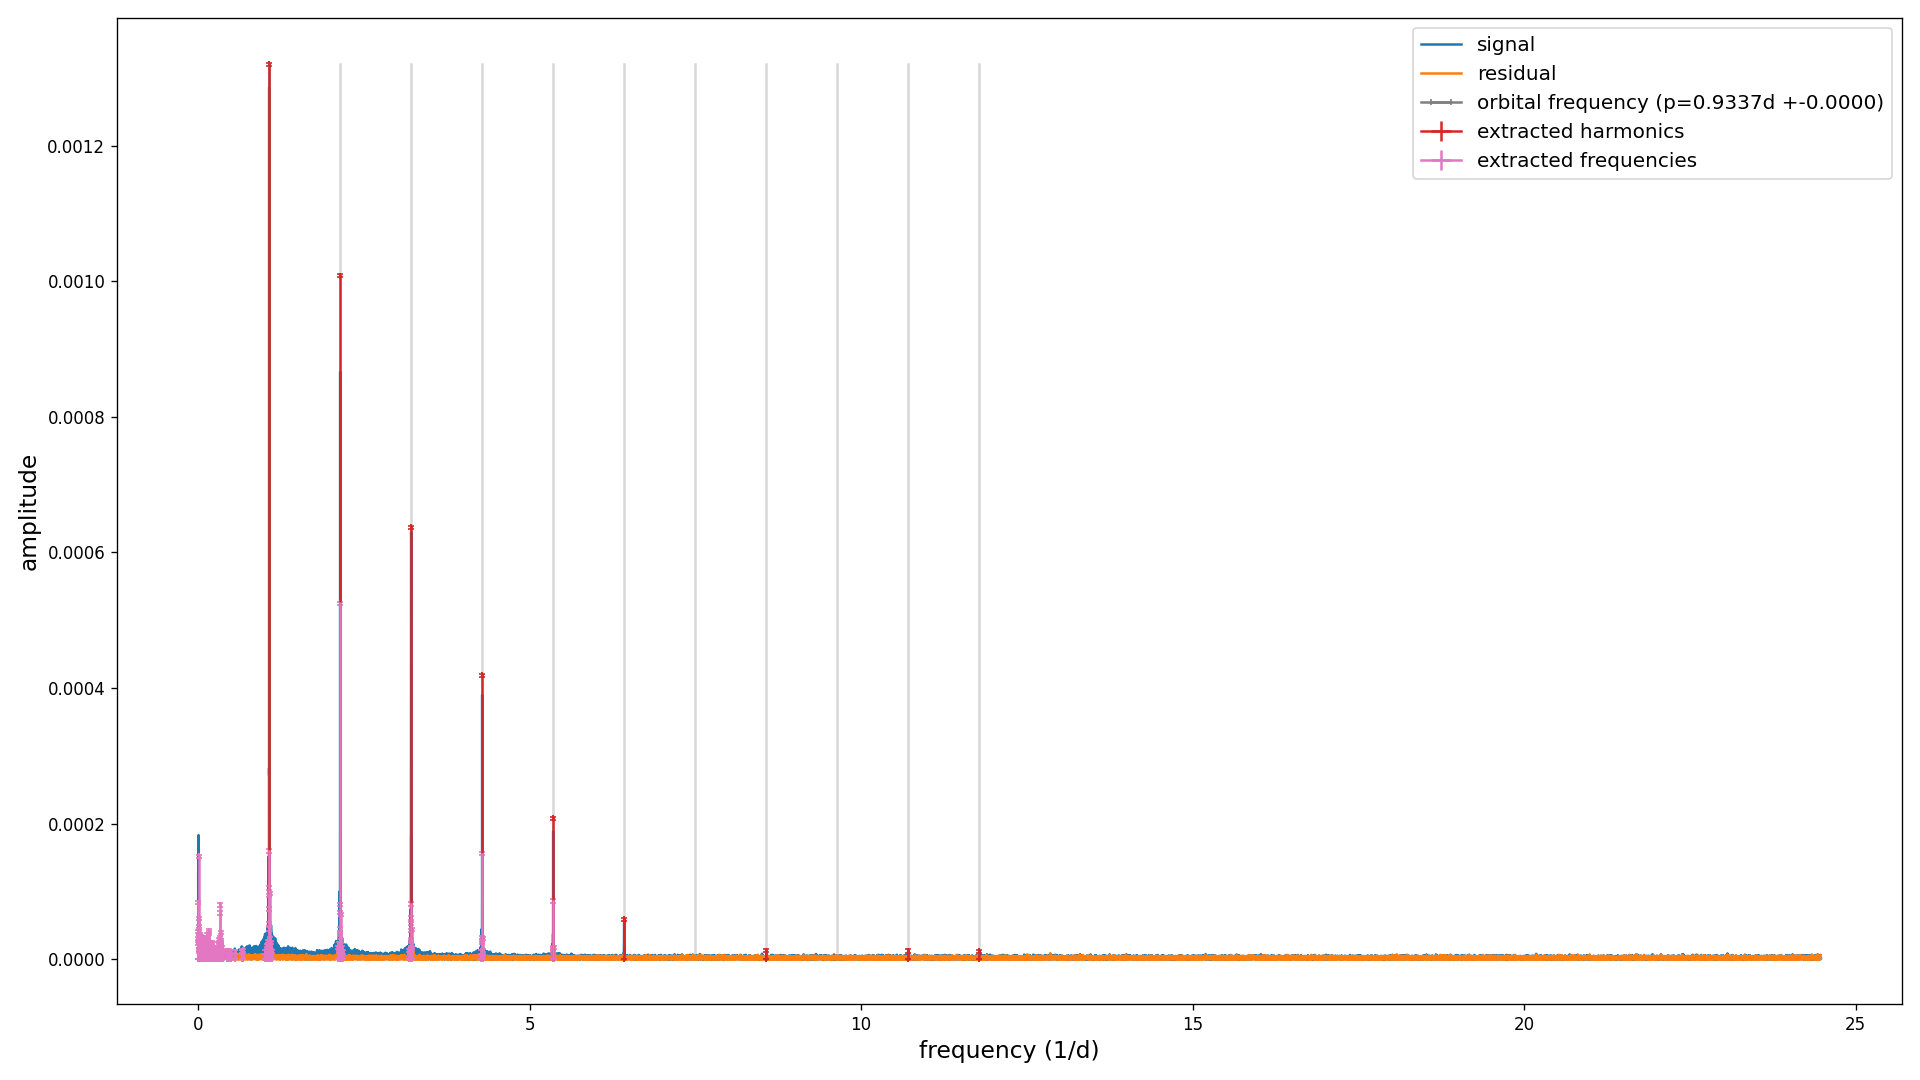 signal
residual
orbital frequency (p=0.9337d +-0.0000)
extracted harmonics
extracted frequencies
amplitude
0.0012
0.0010
0.0008
0.0006
0.0004
0.0002
0.0000
0 5 10 15 20 25
frequency (1/d)